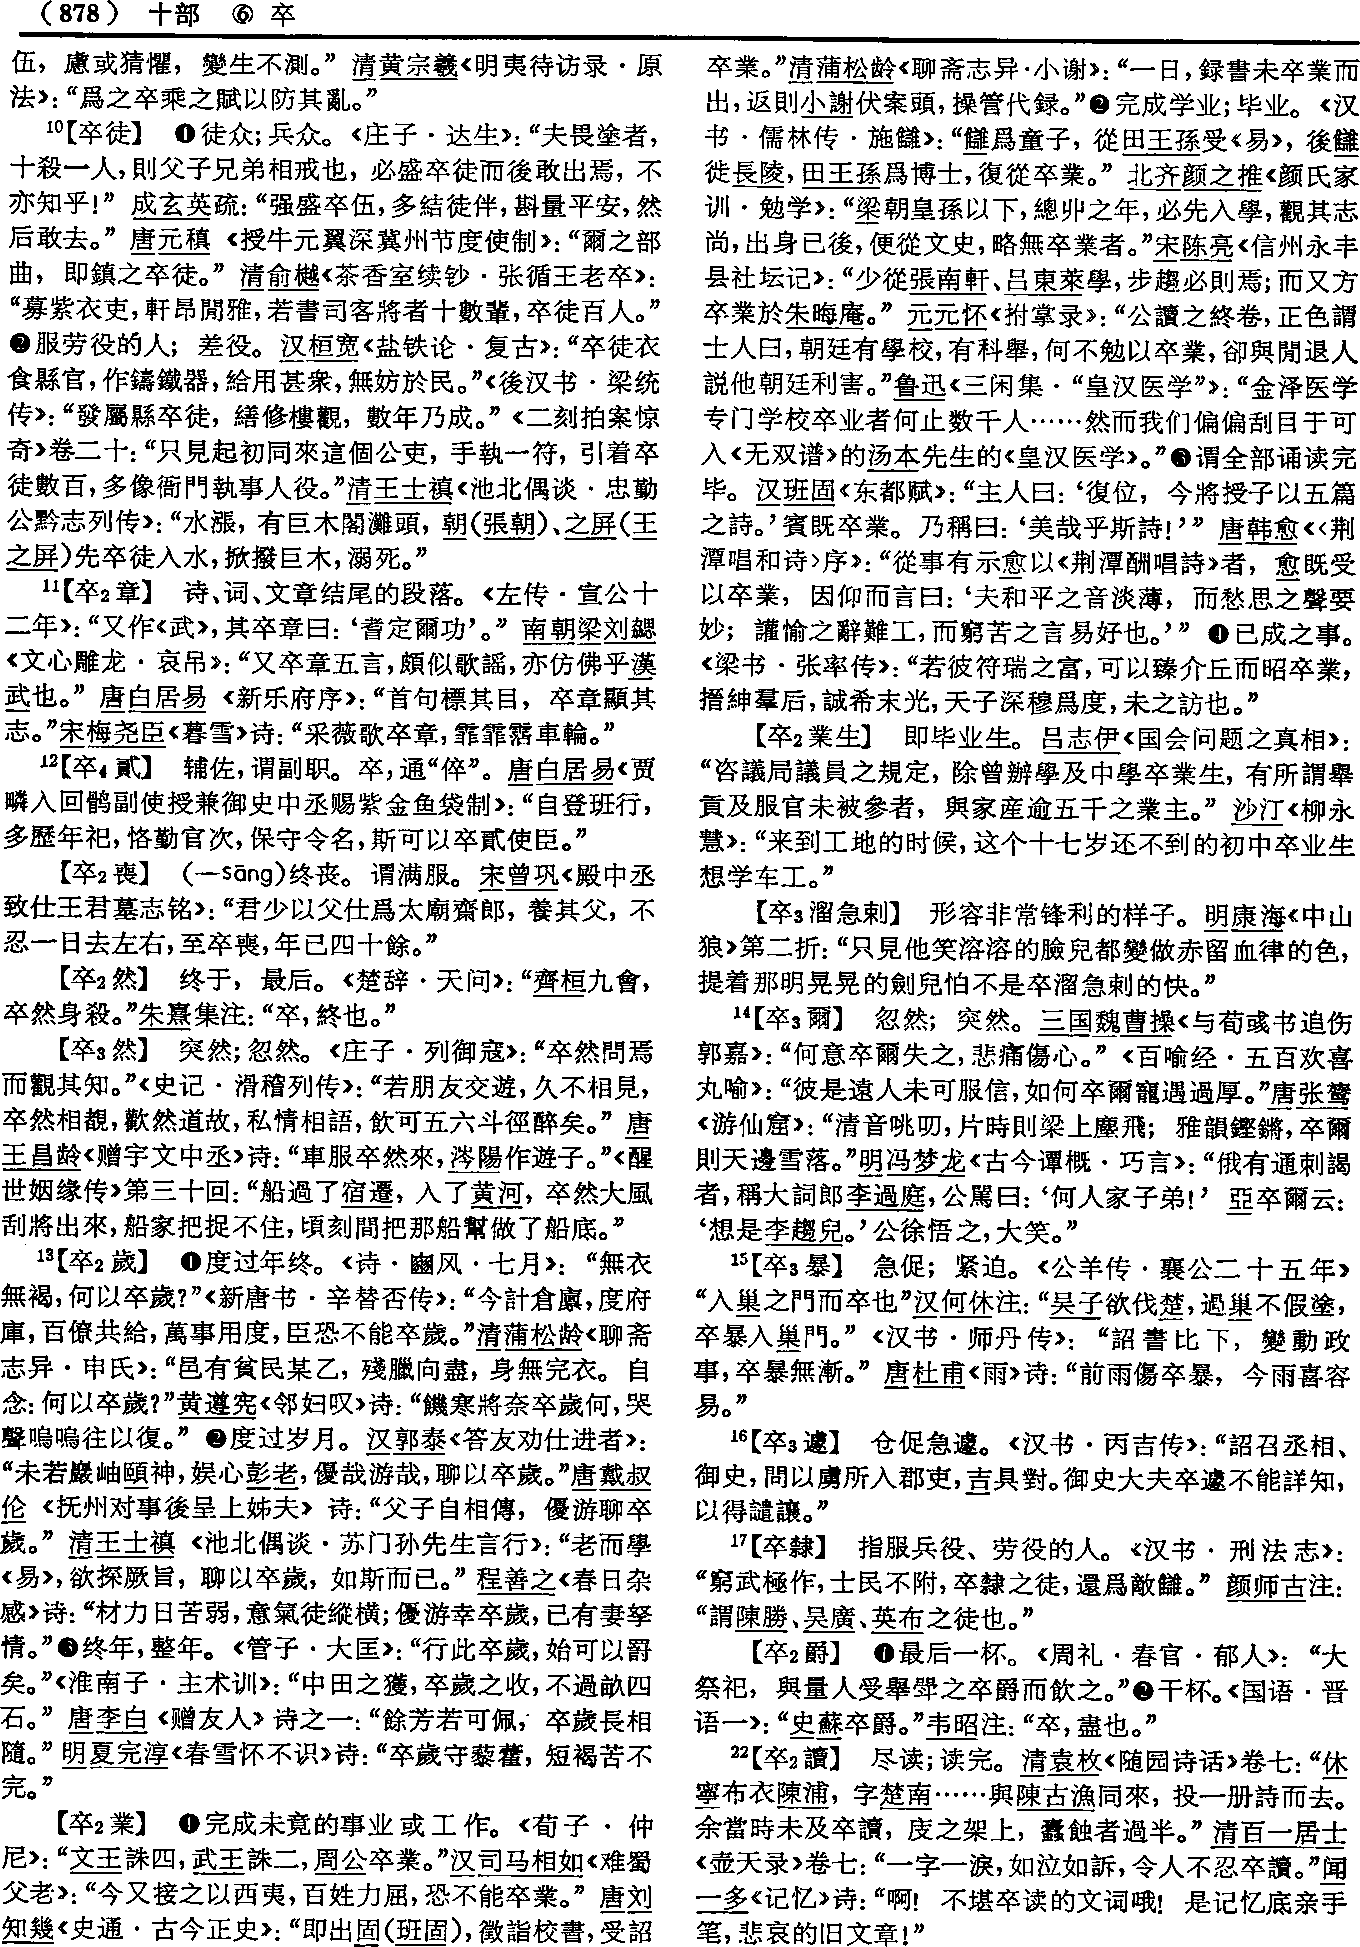 （878） 十部 ⑥ 卒
伍，慮或猜懼，變生不測。”清黄宗羲《明夷待访录·原
法》：“爲之卒乘之賦以防其亂。”
10【卒徒】 ❶徒众；兵众。《庄子·达生》：“夫畏塗者，
十殺一人，則父子兄弟相戒也，必盛卒徒而後敢出焉，不
亦知乎！”成玄英疏：“强盛卒伍，多結徒伴，斟量平安，然
后敢去。”唐元稹《授牛元翼深冀州节度使制》：“爾之部
曲，即鎮之卒徒。”清俞樾《茶香室续钞·张循王老卒》：
“募紫衣吏，軒昂閒雅，若書司客將者十數輩，卒徒百人。”
❷服劳役的人；差役。汉桓宽《盐铁论·复古》：“卒徒衣
食縣官，作鑄鐵器，給用甚衆，無妨於民。”《後汉书·梁统
传》：“發屬縣卒徒，繕修樓觀，數年乃成。”《二刻拍案惊
奇》卷二十：“只見起初同來這個公吏，手執一符，引着卒
徒數百，多像衙門執事人役。”清王士禛《池北偶谈·忠勤
公黔志列传》：“水漲，有巨木閣灘頭，朝(張朝)、之屏(王
之屏)先卒徒入水，掀撥巨木，溺死。”
11【卒2章】 诗、词、文章结尾的段落。《左传·宣公十
二年》：“又作《武》，其卒章曰：‘耆定爾功’。”南朝梁刘勰
《文心雕龙·哀吊》：“又卒章五言，頗似歌謡，亦仿佛乎漢
武也。”唐白居易《新乐府序》：“首句標其目，卒章顯其
志。”宋梅尧臣《暮雪》诗：“采薇歌卒章，霏霏霑車輪。”
12【卒4貳】 辅佐，谓副职。卒，通“倅”。唐白居易《贾
疄入回鹘副使授兼御史中丞赐紫金鱼袋制》：“自登班行，
多歷年祀，恪勤官次，保守令名，斯可以卒貳使臣。”
【卒2喪】 (—sāng)终丧。谓满服。宋曾巩《殿中丞
致仕王君墓志铭》：“君少以父仕爲太廟齋郎，養其父，不
忍一日去左右，至卒喪，年已四十餘。”
【卒2然】 终于，最后。《楚辞·天问》：“齊桓九會，
卒然身殺。”朱熹集注：“卒，終也。”
【卒3然】 突然；忽然。《庄子·列御寇》：“卒然問焉
而觀其知。”《史记·滑稽列传》：“若朋友交遊，久不相見，
卒然相覩，歡然道故，私情相語，飲可五六斗徑醉矣。”唐
王昌龄《赠宇文中丞》诗：“車服卒然來，涔陽作遊子。”《醒
世姻缘传》第三十回：“船過了宿遷，入了黄河，卒然大風
刮將出來，船家把捉不住，頃刻間把那船幫做了船底。”
13【卒2歲】 ❶度过年终。《诗·豳风·七月》：“無衣
無褐，何以卒歲？”《新唐书·辛替否传》：“今計倉廪，度府
庫，百僚共給，萬事用度，臣恐不能卒歲。”清蒲松龄《聊斋
志异·申氏》：“邑有貧民某乙，殘臘向盡，身無完衣。自
念：何以卒歲？”黄遵宪《邻妇叹》诗：“饑寒將奈卒歲何，哭
聲嗚嗚往以復。”❷度过岁月。汉郭泰《答友劝仕进者》：
“未若巖岫頤神，娱心彭老，優哉游哉，聊以卒歲。”唐戴叔
伦《抚州对事後呈上姊夫》诗：“父子自相傳，優游聊卒
歲。”清王士禛《池北偶谈·苏门孙先生言行》：“老而學
《易》，欲探厥旨，聊以卒歲，如斯而已。”程善之《春日杂
感》诗：“材力日苦弱，意氣徒縱横；優游幸卒歲，已有妻孥
情。”❸终年，整年。《管子·大匡》：“行此卒歲，始可以罰
矣。”《淮南子·主术训》：“中田之獲，卒歲之收，不過畝四
石。”唐李白《赠友人》诗之一：“餘芳若可佩，卒歲長相
隨。”明夏完淳《春雪怀不识》诗：“卒歲守藜藿，短褐苦不
完。”
【卒2業】 ❶完成未竟的事业或工作。《荀子·仲
尼》：“文王誅四，武王誅二，周公卒業。”汉司马相如《难蜀
父老》：“今又接之以西夷，百姓力屈，恐不能卒業。”唐刘
知幾《史通·古今正史》：“即出固(班固)，徵詣校書，受詔
卒業。”清蒲松龄《聊斋志异·小谢》：“一日，録書未卒業而
出，返則小謝伏案頭，操管代録。”❷完成学业；毕业。《汉
书·儒林传·施讎》：“讎爲童子，從田王孫受《易》，後讎
徙長陵，田王孫爲博士，復從卒業。”北齐颜之推《颜氏家
训·勉学》：“梁朝皇孫以下，總丱之年，必先入學，觀其志
尚，出身已後，便從文史，略無卒業者。”宋陈亮《信州永丰
县社坛记》：“少從張南軒、吕東萊學，步趨必則焉；而又方
卒業於朱晦庵。”元元怀《拊掌录》：“公讀之終卷，正色謂
士人曰，朝廷有學校，有科舉，何不勉以卒業，卻與閒退人
説他朝廷利害。”鲁迅《三闲集·“皇汉医学”》：“金泽医学
专门学校卒业者何止数千人……然而我们偏偏刮目于可
入《无双谱》的汤本先生的《皇汉医学》。”❸谓全部诵读完
毕。汉班固《东都赋》：“主人曰：‘復位，今將授子以五篇
之詩。’賓既卒業。乃稱曰：‘美哉乎斯詩！’”唐韩愈《〈荆
潭唱和诗〉序》：“從事有示愈以《荆潭酬唱詩》者，愈既受
以卒業，因仰而言曰：‘夫和平之音淡薄，而愁思之聲要
妙；讙愉之辭難工，而窮苦之言易好也。’”❹已成之事。
《梁书·张率传》：“若彼符瑞之富，可以臻介丘而昭卒業，
搢紳羣后，誠希末光，天子深穆爲度，未之訪也。”
【卒2業生】 即毕业生。吕志伊《国会问题之真相》：
“咨議局議員之規定，除曾辦學及中學卒業生，有所謂舉
貢及服官未被參者，與家産逾五千之業主。”沙汀《柳永
慧》：“来到工地的时候，这个十七岁还不到的初中卒业生
想学车工。”
【卒3溜急剌】 形容非常锋利的样子。明康海《中山
狼》第二折：“只見他笑溶溶的臉兒都變做赤留血律的色，
提着那明晃晃的劍兒怕不是卒溜急剌的快。”
14【卒3爾】 忽然；突然。三国魏曹操《与荀彧书追伤
郭嘉》：“何意卒爾失之，悲痛傷心。”《百喻经·五百欢喜
丸喻》：“彼是遠人未可服信，如何卒爾寵遇過厚。”唐张鷟
《游仙窟》：“清音咷叨，片時則梁上塵飛；雅韻鏗鏘，卒爾
則天邊雪落。”明冯梦龙《古今谭概·巧言》：“俄有通刺謁
者，稱大詞郎李過庭，公駡曰：‘何人家子弟！’亞卒爾云：
‘想是李趨兒。’公徐悟之，大笑。”
15【卒3暴】 急促；紧迫。《公羊传·襄公二十五年》
“入巢之門而卒也”汉何休注：“吴子欲伐楚，過巢不假塗，
卒暴入巢門。”《汉书·师丹传》：“詔書比下，變動政
事，卒暴無漸。”唐杜甫《雨》诗：“前雨傷卒暴，今雨喜容
易。”
16【卒3遽】 仓促急遽。《汉书·丙吉传》：“詔召丞相、
御史，問以虜所入郡吏，吉具對。御史大夫卒遽不能詳知，
以得譴讓。”
17【卒隸】 指服兵役、劳役的人。《汉书·刑法志》：
“窮武極作，士民不附，卒隸之徒，還爲敵讎。”颜师古注：
“謂陳勝、吴廣、英布之徒也。”
【卒2爵】 ❶最后一杯。《周礼·春官·郁人》：“大
祭祀，與量人受舉斝之卒爵而飲之。”❷干杯。《国语·晋
语一》：“史蘇卒爵。”韦昭注：“卒，盡也。”
22【卒2讀】 尽读；读完。清袁枚《随园诗话》卷七：“休
寧布衣陳浦，字楚南……與陳古漁同來，投一册詩而去。
余當時未及卒讀，庋之架上，蠹蝕者過半。”清百一居士
《壶天录》卷七：“一字一淚，如泣如訴，令人不忍卒讀。”闻
一多《记忆》诗：“啊！不堪卒读的文词哦！是记忆底亲手
笔，悲哀的旧文章！”